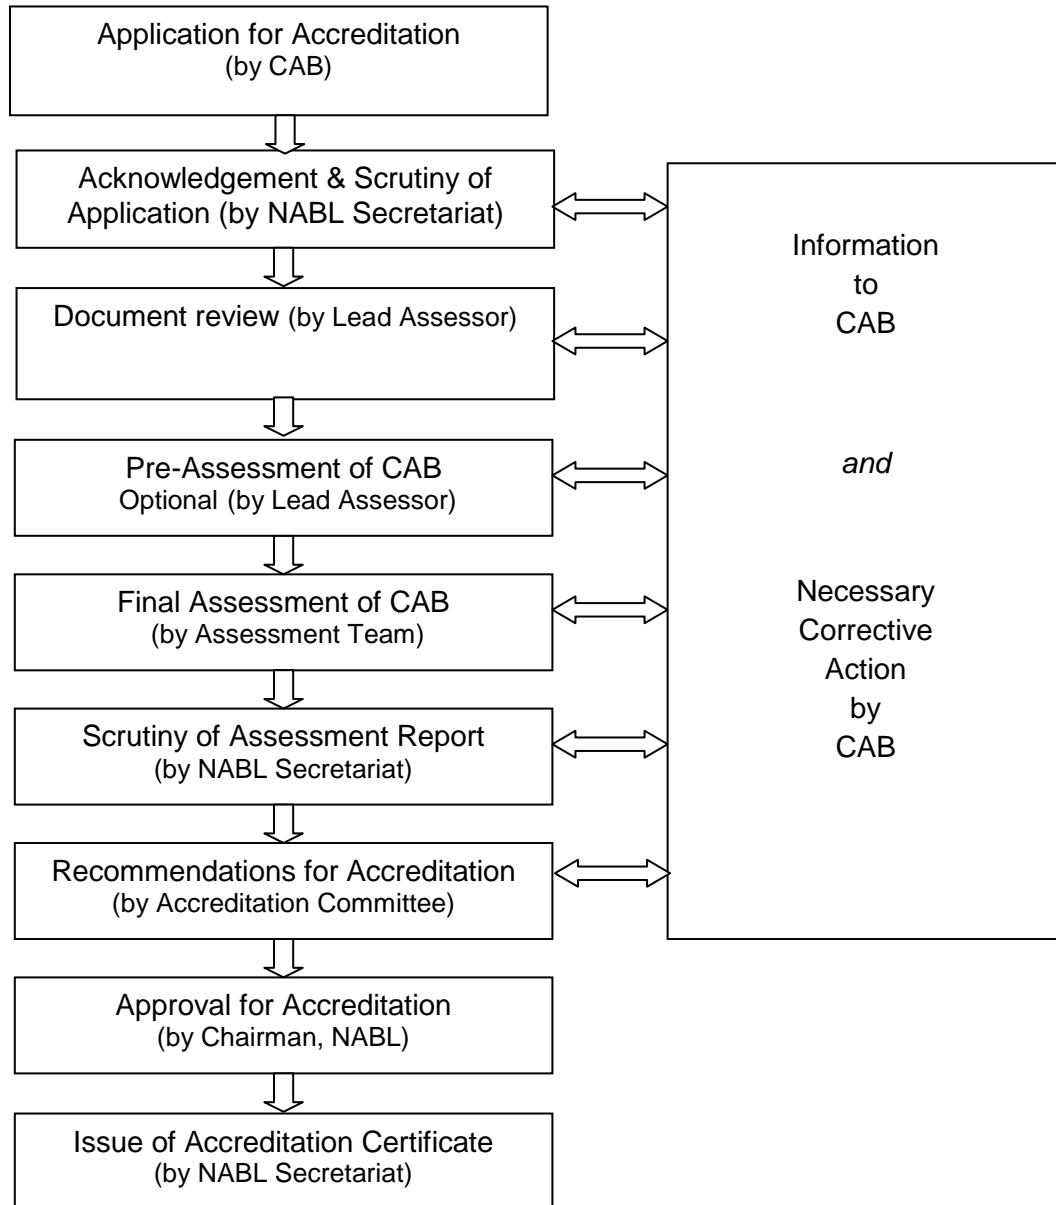 Application for Accreditation
(by CAB)
Acknowledgement & Scrutiny of
Application (by NABL Secretariat)
Document review (by Lead Assessor)
Pre-Assessment of CAB
Optional (by Lead Assessor)
Final Assessment of CAB
(by Assessment Team)
Scrutiny of Assessment Report
(by NABL Secretariat)
Recommendations for Accreditation
(by Accreditation Committee)
Approval for Accreditation
(by Chairman, NABL)
Issue of Accreditation Certificate
(by NABL Secretariat)
Information
to
CAB
and
Necessary
Corrective
Action
by
CAB